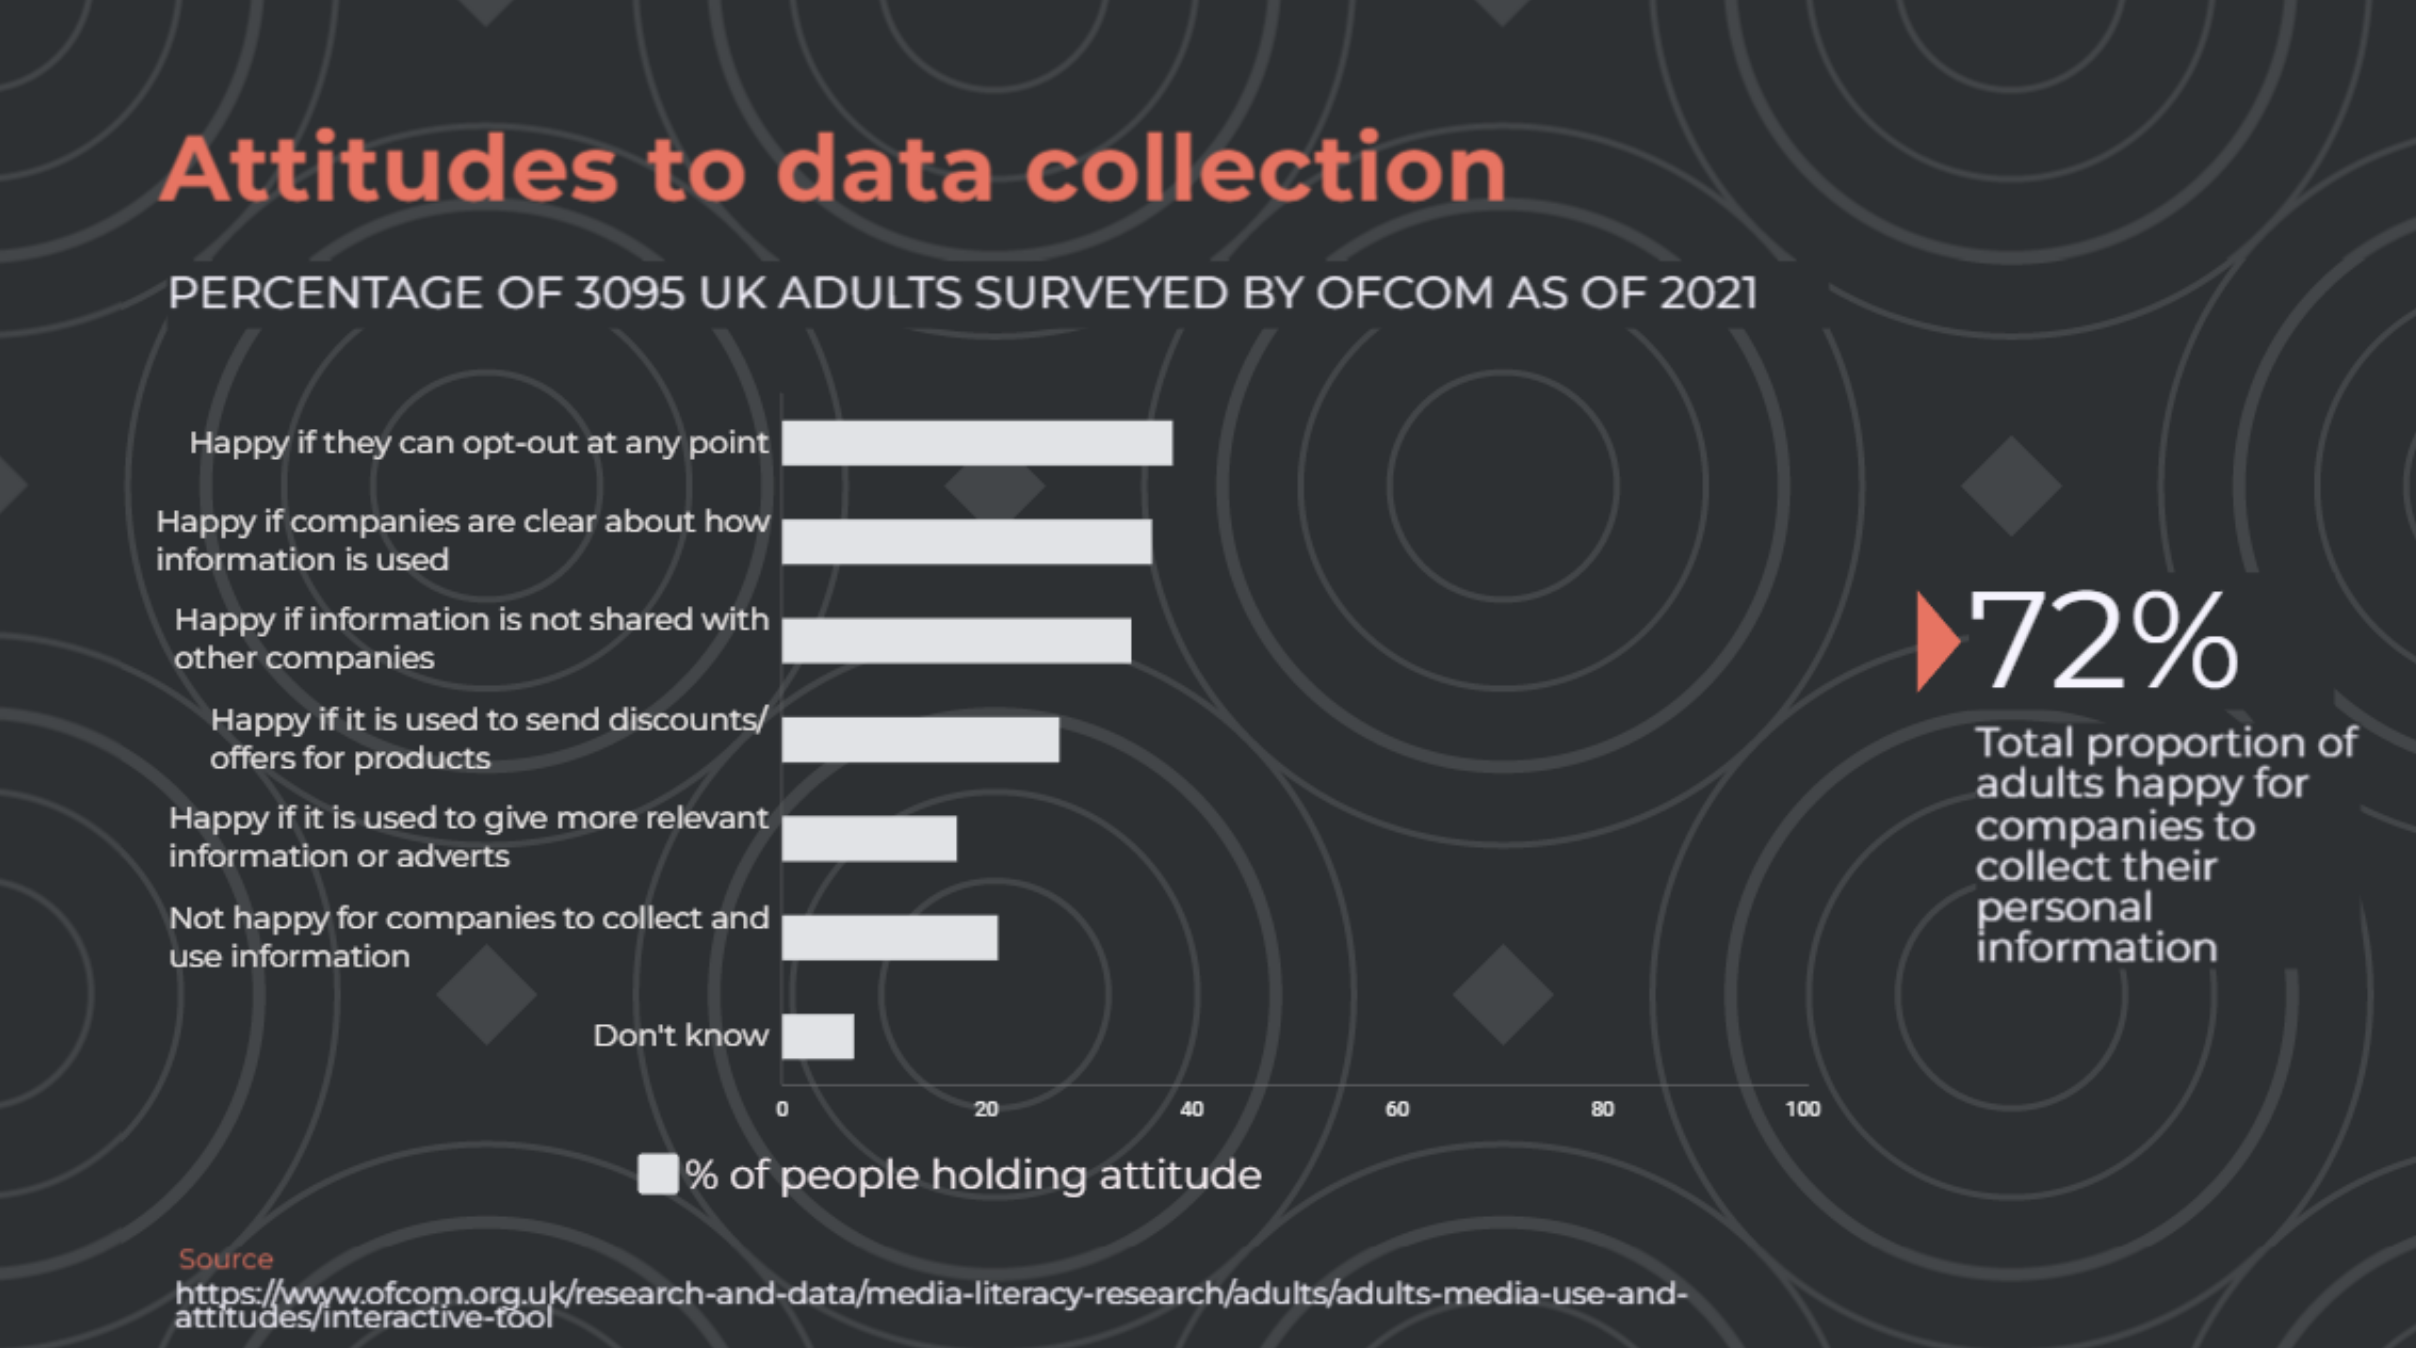 Attitudes to data collection
PERCENTAGE OF 3095 UK ADULTS SURVEYED BY OFCOM AS OF 2021
Happy if they can opt-out at any point
Happy if companies are clear about how
information is used
Happy if information is not shared with
other companies
Happy if it is used to send discounts/
offers for products
Happy if it is used to give more relevant
information or adverts
Not happy for companies to collect and
use information
Don't know
0 20 40 60 80 100
% of people holding attitude
72%
Total proportion of
adults happy for
companies to
collect their
personal
information
Source
https://www.ofcom.org.uk/research-and-data/media-literacy-research/adults/adults-media-use-and-
attitudes/interactive-tool